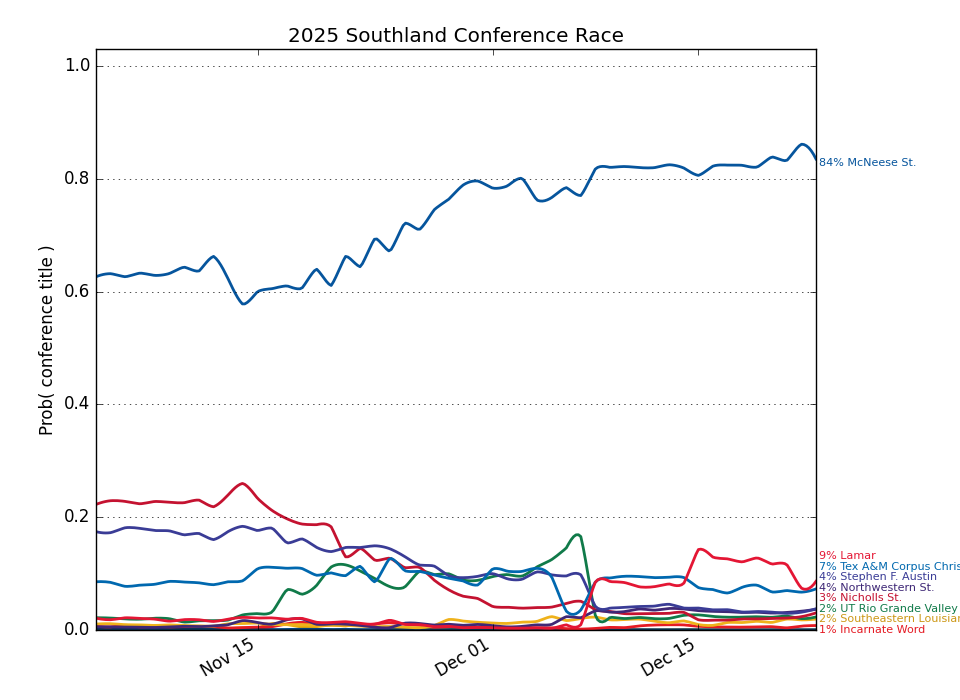 2025 Southland Conference Race
Prob( conference title )
1.0
0.8
0.6
0.4
0.2
0.0
Nov 15
Dec 01
Dec 15
84% McNeese St.
9% Lamar
7% Tex A&M Corpus Chris
4% Stephen F. Austin
4% Northwestern St.
3% Nicholls St.
2% UT Rio Grande Valley
2% Southeastern Louisian
1% Incarnate Word